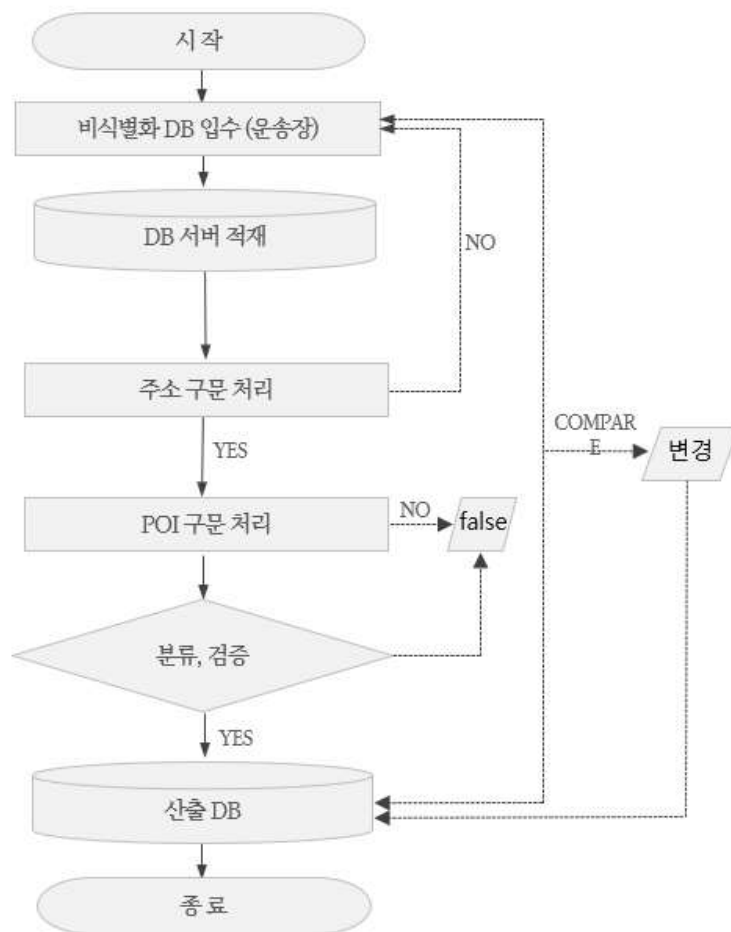 시 작
비식별화 DB 입수 (운송장)
DB 서버 적재
NO
주소 구문 처리
YES
COMPAR
E
변경
POI 구문 처리
NO
false
분류, 검증
YES
산출 DB
종 료